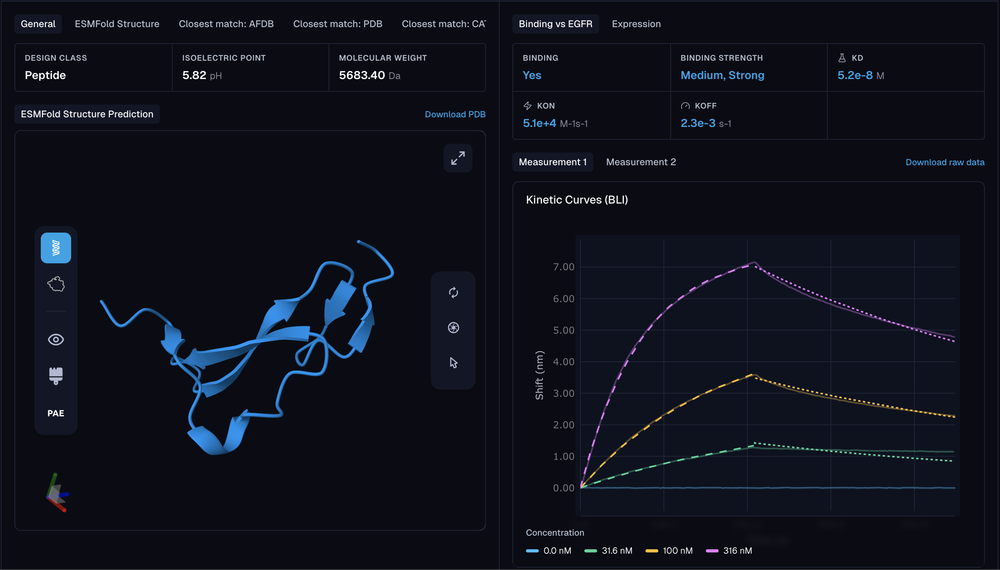 General ESMFold Structure Closest match: AFDB Closest match: PDB Closest match: CAT
DESIGN CLASS ISOELECTRIC POINT MOLECULAR WEIGHT
Peptide 5.82 pH 5683.40 Da
ESMFold Structure Prediction Download PDB
PAE
Binding vs EGFR Expression
BINDING BINDING STRENGTH KD
Yes Medium, Strong 5.2e-8 M
KON KOFF
5.1e+4 M-1s-1 2.3e-3 s-1
Measurement 1 Measurement 2 Download raw data
Kinetic Curves (BLI)
7.00
6.00
5.00
4.00
3.00
2.00
1.00
0.00
Shift (nm)
Concentration
0.0 nM 31.6 nM 100 nM 316 nM